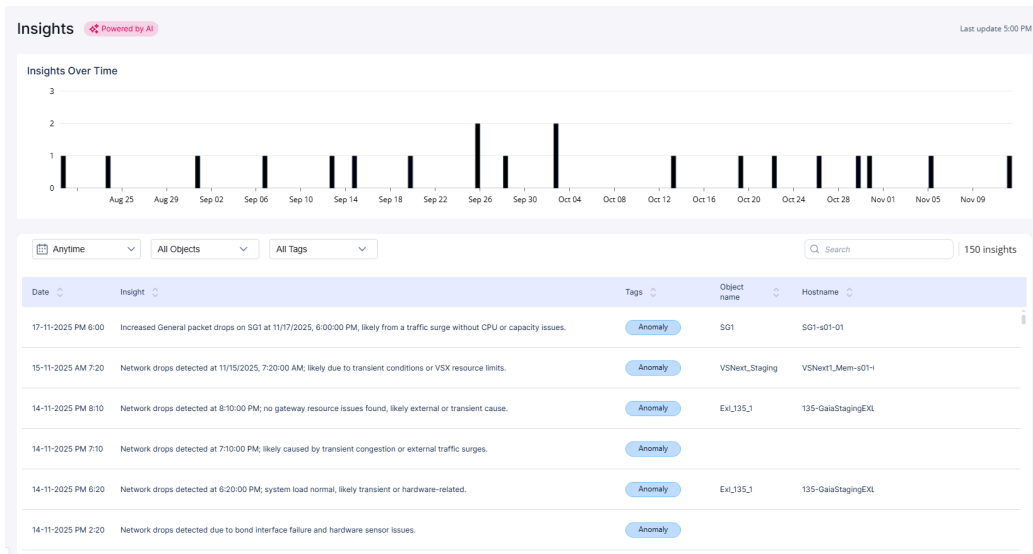 Insights Powered by AI
Last update 5:00 PM
Insights Over Time
3
2
1
0
Aug 25 Aug 29 Sep 02 Sep 06 Sep 10 Sep 14 Sep 18 Sep 22 Sep 26 Sep 30 Oct 04 Oct 08 Oct 12 Oct 16 Oct 20 Oct 24 Oct 28 Nov 01 Nov 05 Nov 09
Anytime All Objects All Tags Search 150 insights
Date Insight Tags Object name Hostname
17-11-2025 PM 6:00 Increased General packet drops on SG1 at 11/17/2025, 6:00:00 PM, likely from a traffic surge without CPU or capacity issues. Anomaly SG1 SG1-s01-01
15-11-2025 AM 7:20 Network drops detected at 11/15/2025, 7:20:00 AM; likely due to transient conditions or VSX resource limits. Anomaly VSNext_Staging VSNext1_Mem-s01-
14-11-2025 PM 8:10 Network drops detected at 8:10:00 PM; no gateway resource issues found, likely external or transient cause. Anomaly Exl_135_1 135-GaiaStagingEXL
14-11-2025 PM 7:10 Network drops detected at 7:10:00 PM; likely caused by transient congestion or external traffic surges. Anomaly
14-11-2025 PM 6:20 Network drops detected at 6:20:00 PM; system load normal, likely transient or hardware-related. Anomaly Exl_135_1 135-GaiaStagingEXL
14-11-2025 PM 2:20 Network drops detected due to bond interface failure and hardware sensor issues. Anomaly